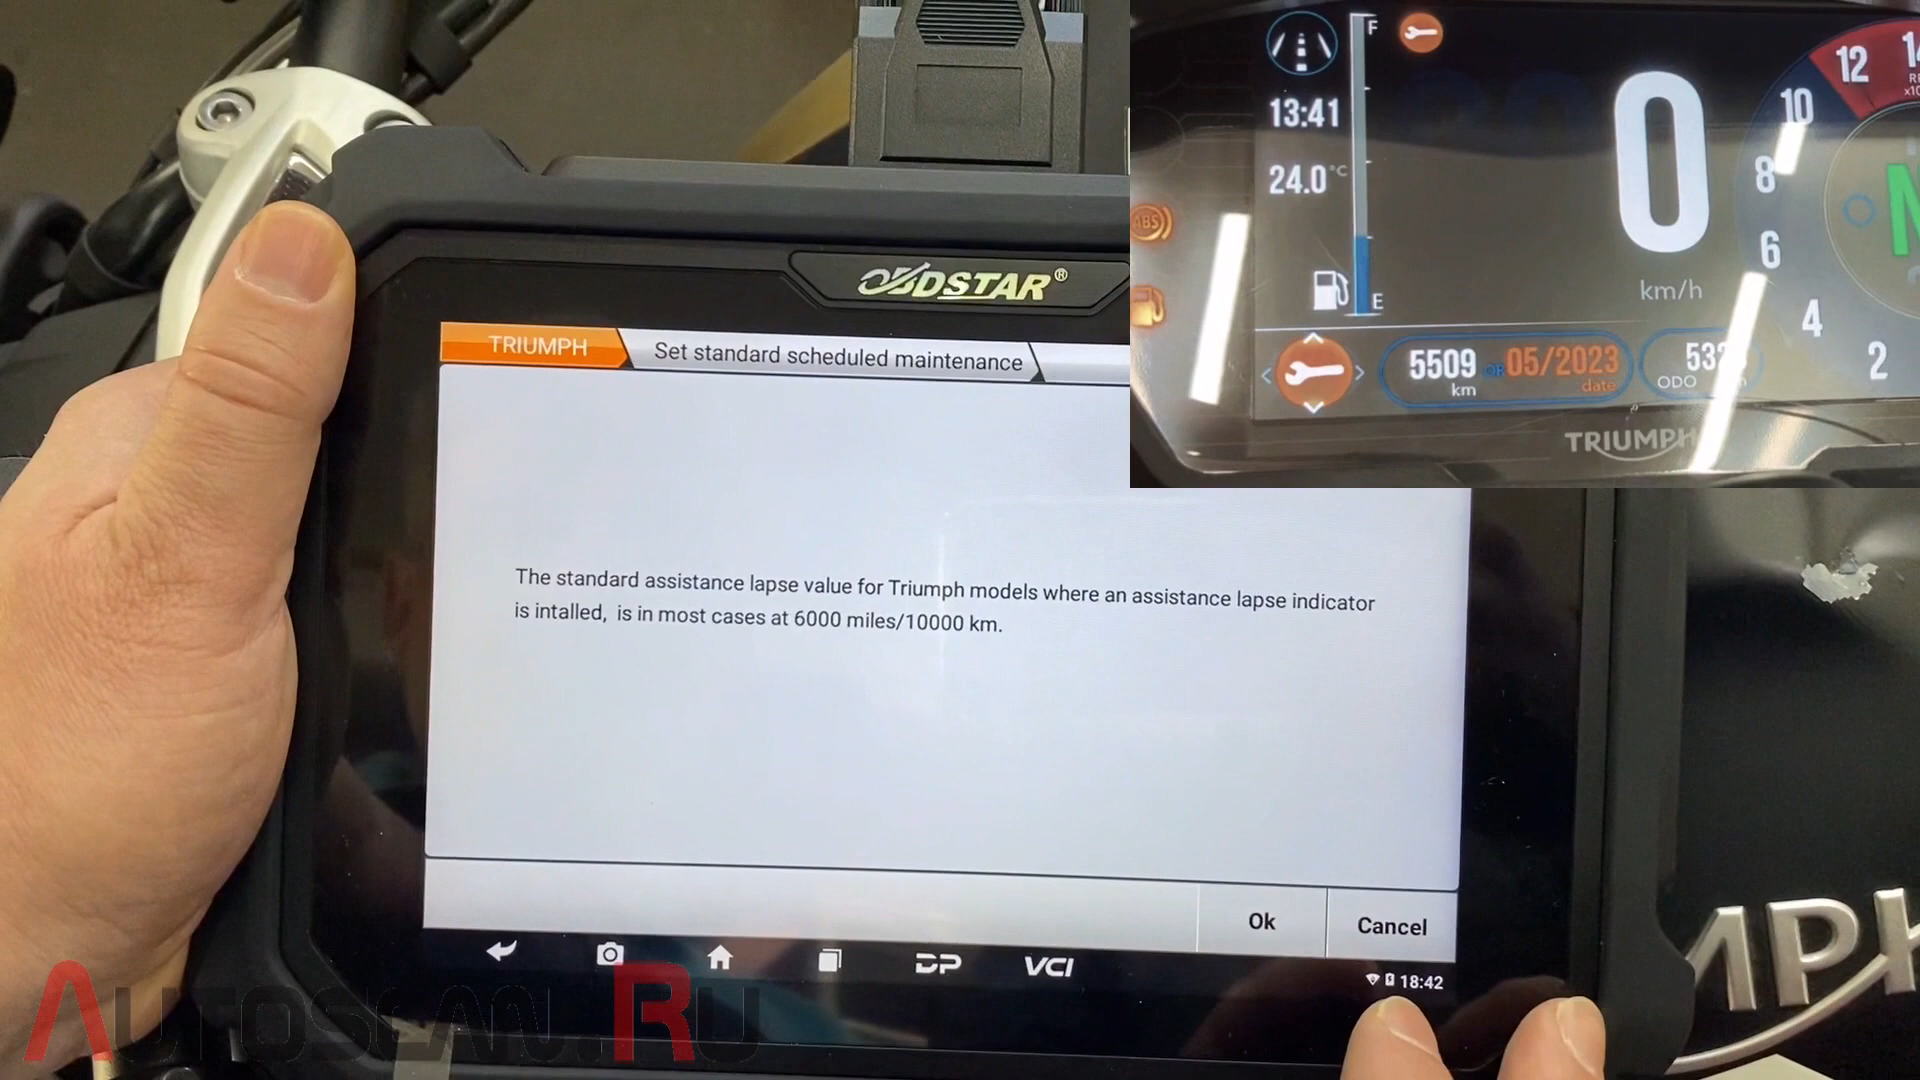 OBDSTAR®
TRIUMPH
Set standard scheduled maintenance
The standard assistance lapse value for Triumph models where an assistance lapse indicator
is intalled, is in most cases at 6000 miles/10000 km.
Ok
Cancel
DP
VCI
18:42
F
13:41
24.0°C
E
0
km/h
12
10
8
6
4
2
N
ABS
5509
km
OR
05/2023
date
ODO
TRIUMPH
AUTOSCAN.RU